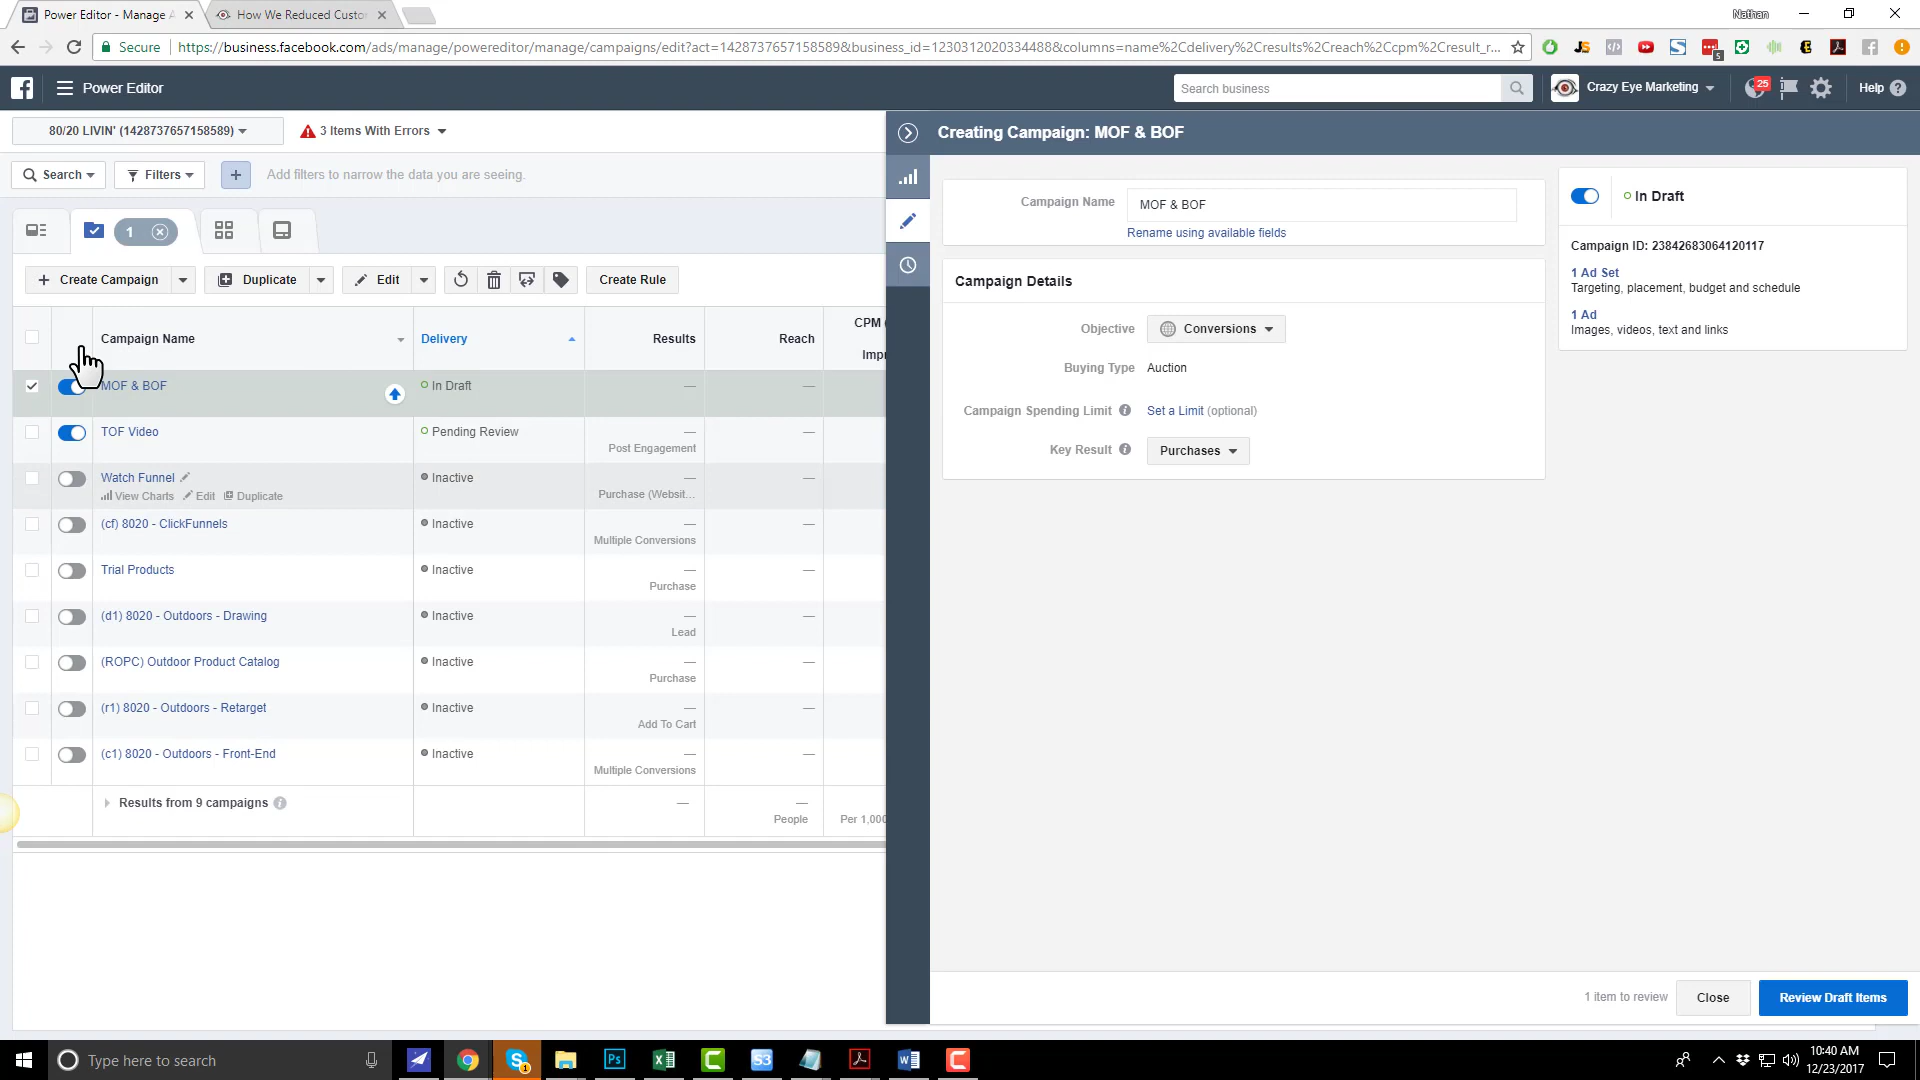 Power Editor - Manage A
How We Reduced Custo
Nathan
Secure
https://business.facebook.com/ads/manage/powereditor/manage/campaigns/edit?act=1428737657158589&business_id=1230312020334488&columns=name%2Cdelivery%2Cresults%2Creach%2Ccpm%2Cresult_r...
Power Editor
Search business
Crazy Eye Marketing
25
Help
80/20 LIVIN' (1428737657158589)
3 Items With Errors
Creating Campaign: MOF & BOF
Search
Filters
Add filters to narrow the data you are seeing.
1
Create Campaign
Duplicate
Edit
Create Rule
Campaign Name
Delivery
Results
Reach
CPM (
Impr
MOF & BOF
In Draft
—
—
TOF Video
Pending Review
—
—
Post Engagement
Watch Funnel
Inactive
—
—
View Charts
Edit
Duplicate
Purchase (Websit...
(cf) 8020 - ClickFunnels
Inactive
—
—
Multiple Conversions
Trial Products
Inactive
—
—
Purchase
(d1) 8020 - Outdoors - Drawing
Inactive
—
—
Lead
(ROPC) Outdoor Product Catalog
Inactive
—
—
Purchase
(r1) 8020 - Outdoors - Retarget
Inactive
—
—
Add To Cart
(c1) 8020 - Outdoors - Front-End
Inactive
—
—
Multiple Conversions
Results from 9 campaigns
—
—
People
Per 1,000
Campaign Name
MOF & BOF
Rename using available fields
Campaign Details
Objective
Conversions
Buying Type
Auction
Campaign Spending Limit
Set a Limit (optional)
Key Result
Purchases
In Draft
Campaign ID: 23842683064120117
1 Ad Set
Targeting, placement, budget and schedule
1 Ad
Images, videos, text and links
1 item to review
Close
Review Draft Items
Type here to search
10:40 AM
12/23/2017